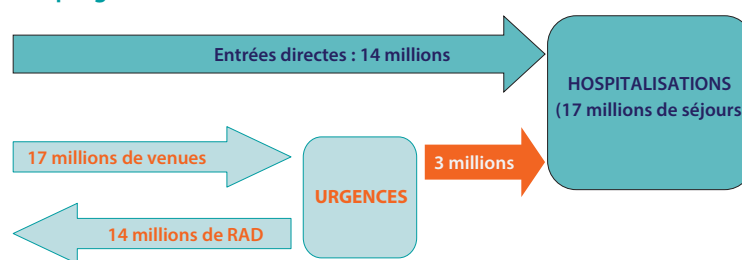 Entrées directes : 14 millions
HOSPITALISATIONS
(17 millions de séjours
17 millions de venues
3 millions
URGENCES
14 millions de RAD